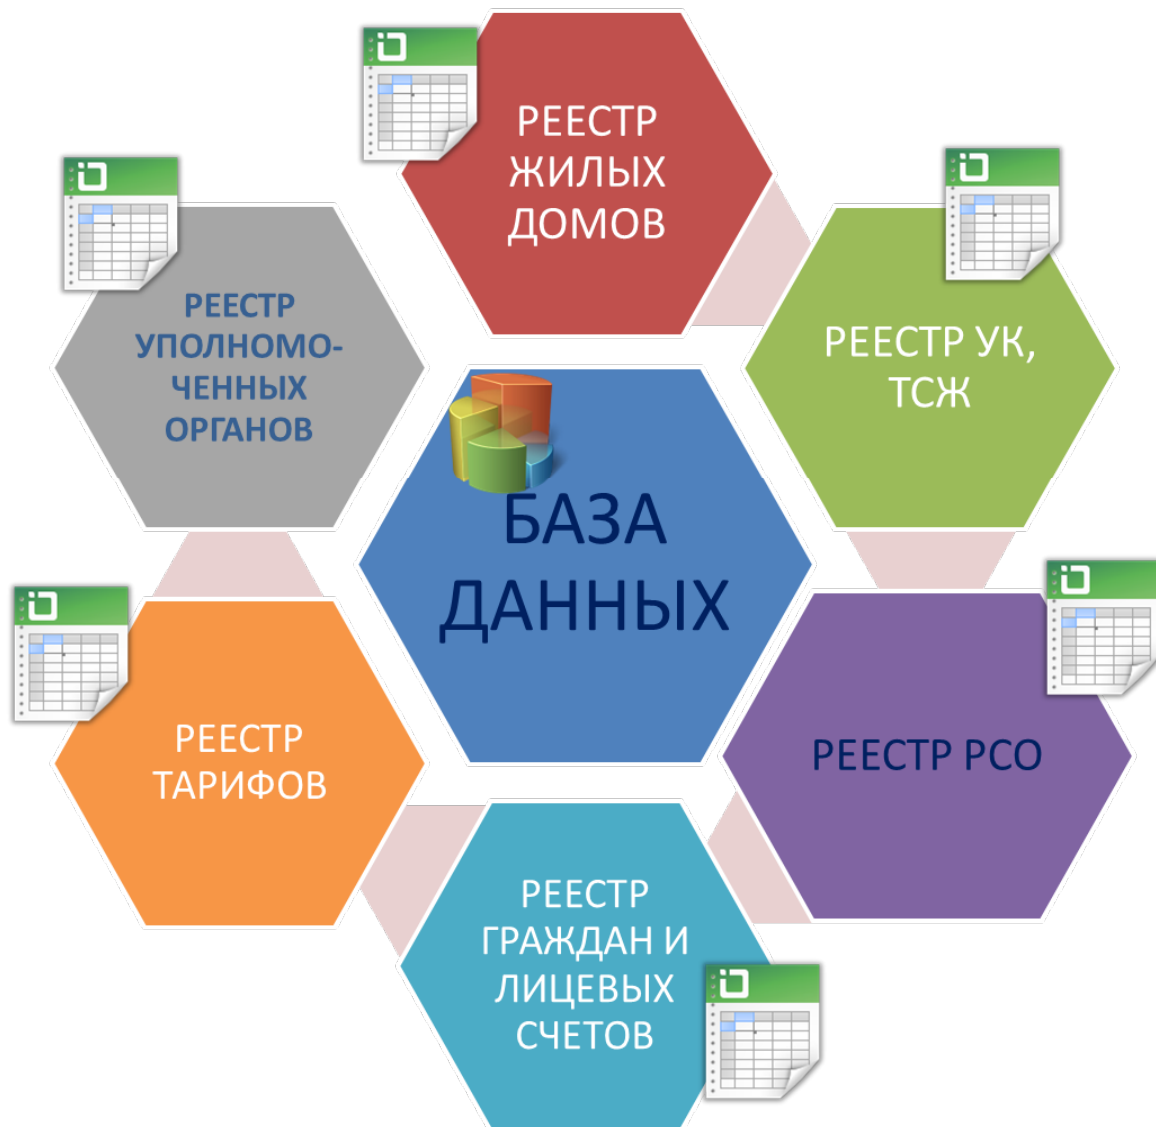 РЕЕСТР
ЖИЛЫХ
ДОМОВ
РЕЕСТР УК,
ТСЖ
РЕЕСТР РСО
РЕЕСТР
ГРАЖДАН И
ЛИЦЕВЫХ
СЧЕТОВ
РЕЕСТР
ТАРИФОВ
РЕЕСТР
УПОЛНОМО-
ЧЕННЫХ
ОРГАНОВ
БАЗА
ДАННЫХ